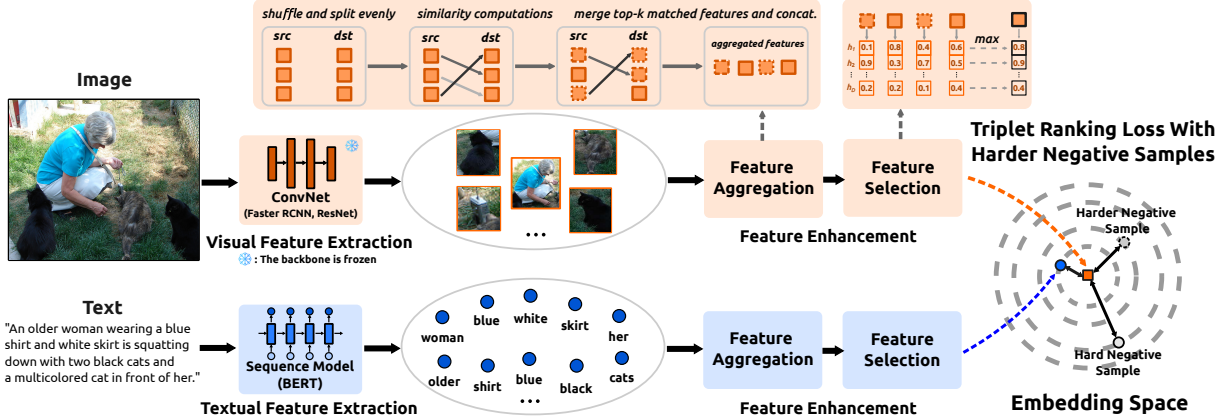 shuffle and split evenly
similarity computations
merge top-k matched features and concat.
src
dst
src
dst
src
dst
aggregated features
max
h1
0.1
0.8
0.4
0.6
0.8
h2
0.9
0.3
0.7
0.5
0.9
hD
0.2
0.2
0.1
0.4
0.4
Image
ConvNet
(Faster RCNN, ResNet)
Visual Feature Extraction
: The backbone is frozen
...
Feature
Aggregation
Feature
Selection
Feature Enhancement
Triplet Ranking Loss With
Harder Negative Samples
Harder Negative
Sample
Hard Negative
Sample
Embedding Space
Text
"An older woman wearing a blue
shirt and white skirt is squatting
down with two black cats and
a multicolored cat in front of her."
Sequence Model
(BERT)
Textual Feature Extraction
woman
blue
white
skirt
her
older
shirt
blue
black
cats
...
Feature
Aggregation
Feature
Selection
Feature Enhancement